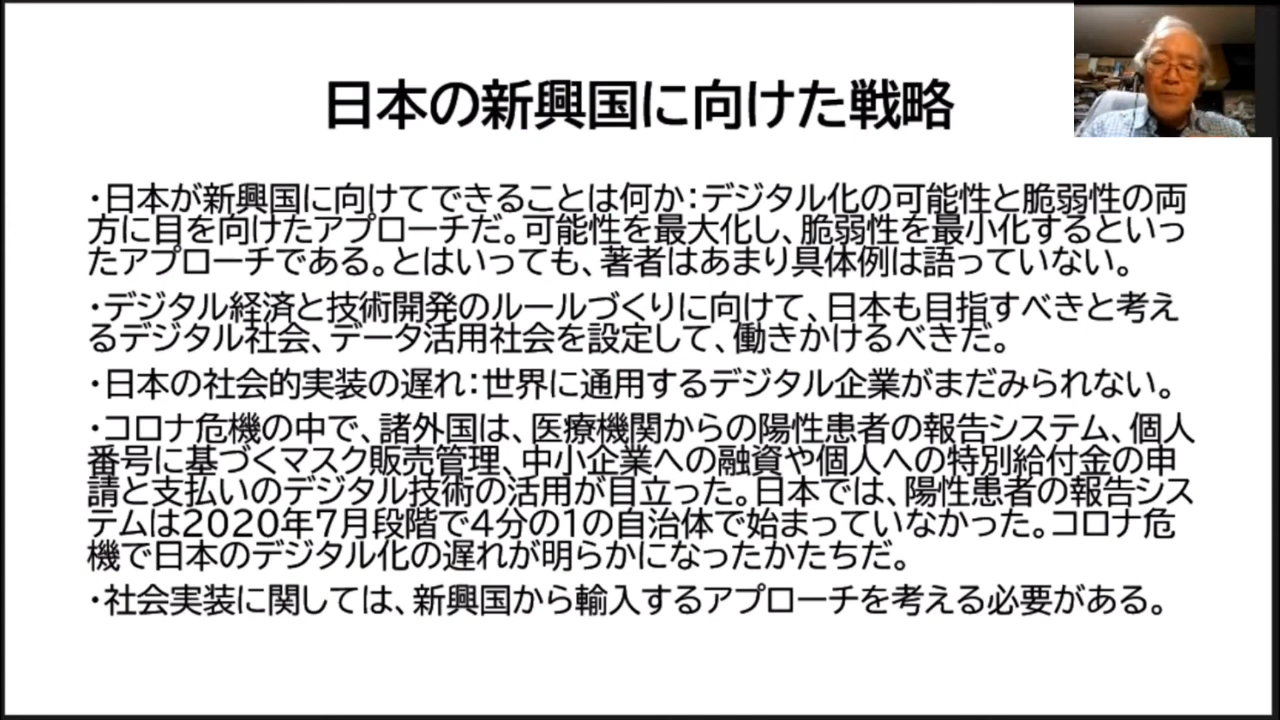 日本の新興国に向けた戦略
・日本が新興国に向けてできることは何か：デジタル化の可能性と脆弱性の両
方に目を向けたアプローチだ。可能性を最大化し、脆弱性を最小化するといっ
たアプローチである。とはいっても、著者はあまり具体例は語っていない。
・デジタル経済と技術開発のルールづくりに向けて、日本も目指すべきと考え
るデジタル社会、データ活用社会を設定して、働きかけるべきだ。
・日本の社会的実装の遅れ：世界に通用するデジタル企業がまだみられない。
・コロナ危機の中で、諸外国は、医療機関からの陽性患者の報告システム、個人
番号に基づくマスク販売管理、中小企業への融資や個人への特別給付金の申
請と支払いのデジタル技術の活用が目立った。日本では、陽性患者の報告シス
テムは2020年7月段階で4分の1の自治体で始まっていなかった。コロナ危
機で日本のデジタル化の遅れが明らかになったかたちだ。
・社会実装に関しては、新興国から輸入するアプローチを考える必要がある。